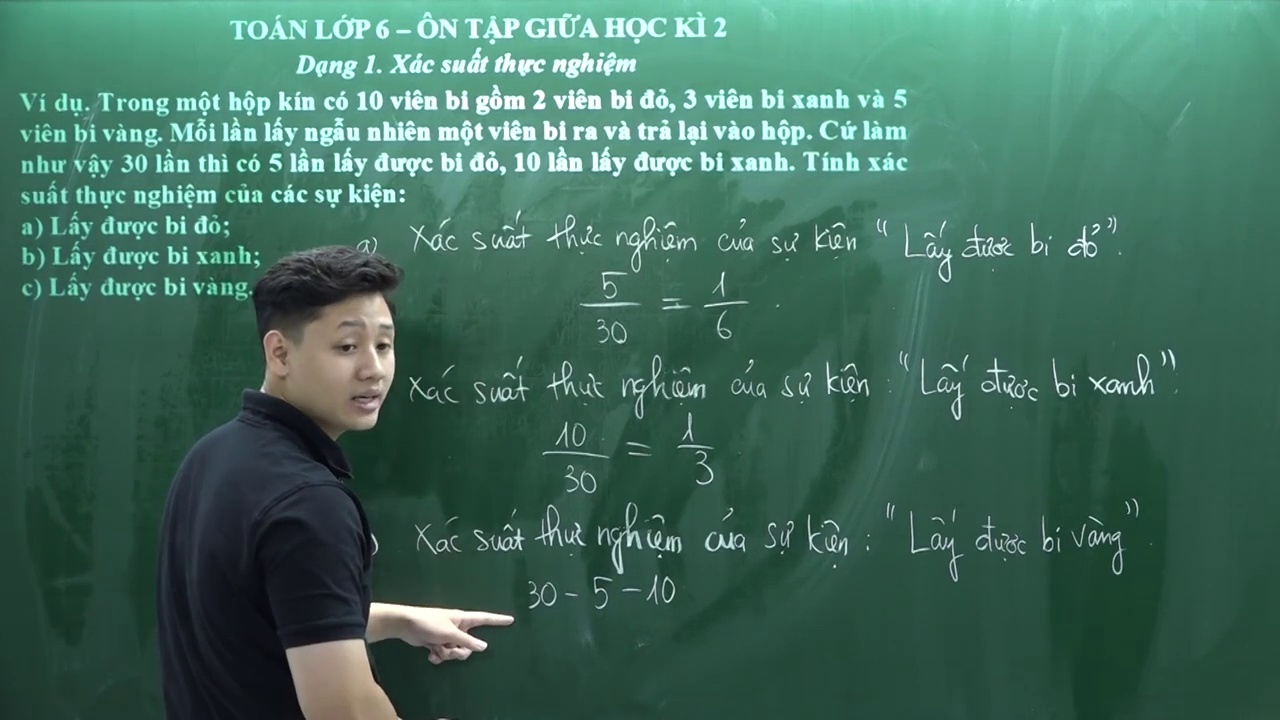 TOÁN LỚP 6 – ÔN TẬP GIỮA HỌC KÌ 2
Dạng 1. Xác suất thực nghiệm
Ví dụ. Trong một hộp kín có 10 viên bi gồm 2 viên bi đỏ, 3 viên bi xanh và 5
viên bi vàng. Mỗi lần lấy ngẫu nhiên một viên bi ra và trả lại vào hộp. Cứ làm
như vậy 30 lần thì có 5 lần lấy được bi đỏ, 10 lần lấy được bi xanh. Tính xác
suất thực nghiệm của các sự kiện:
a) Lấy được bi đỏ;
b) Lấy được bi xanh;
c) Lấy được bi vàng.
a) Xác suất thực nghiệm của sự kiện "Lấy được bi đỏ".
5/30 = 1/6.
Xác suất thực nghiệm của sự kiện: "Lấy được bi xanh".
10/30 = 1/3
) Xác suất thực nghiệm của sự kiện: "Lấy được bi vàng".
30 - 5 - 10